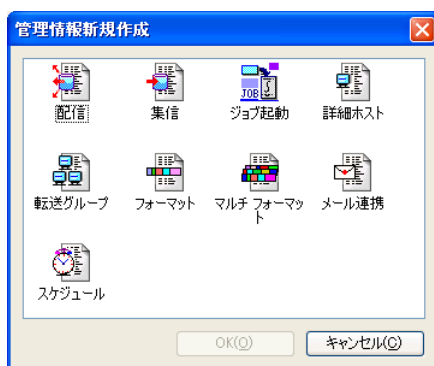 管理情報新規作成
配信
集信
ジョブ起動
詳細ホスト
JOB
転送グループ
フォーマット
マルチ フォーマッ
ト
メール連携
スケジュール
OK(O)
キャンセル(C)